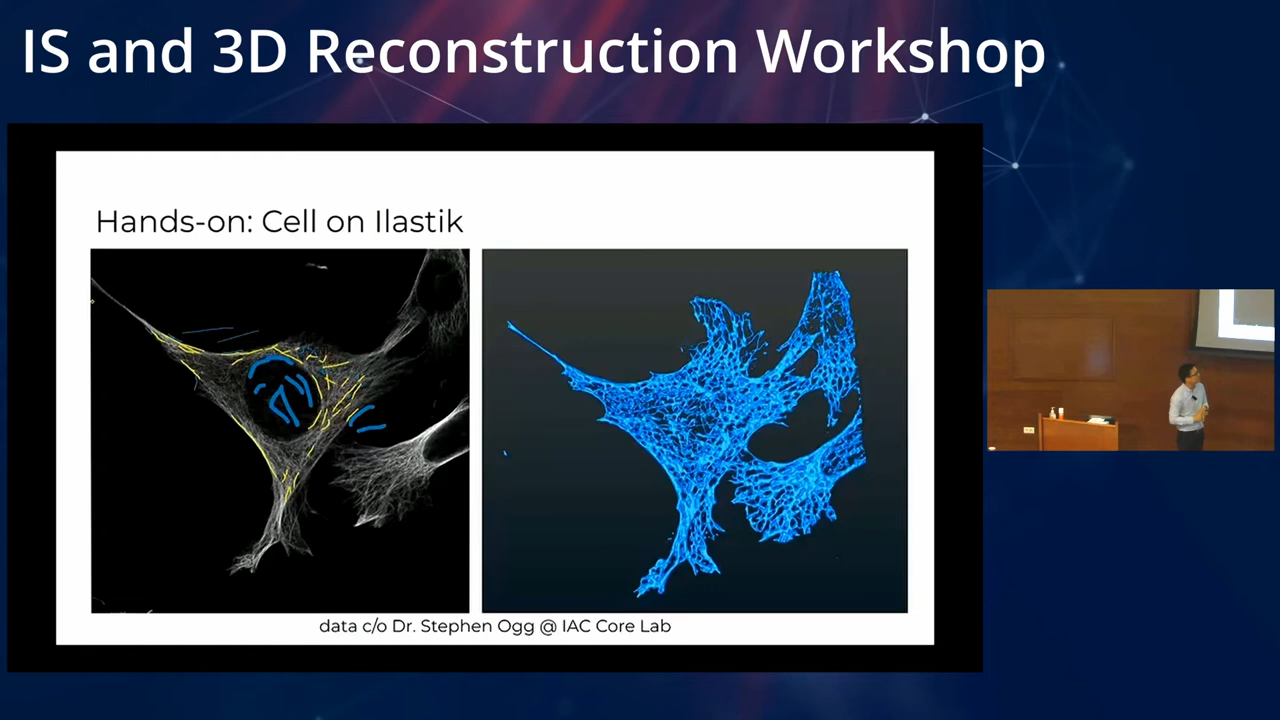 IS and 3D Reconstruction Workshop
Hands-on: Cell on Ilastik
data c/o Dr. Stephen Ogg @ IAC Core Lab